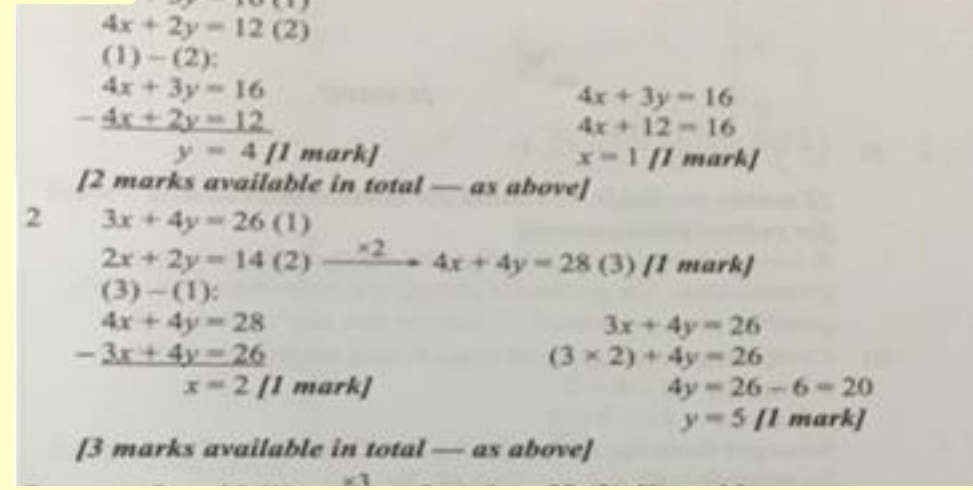 4x + 2y = 12 (2)
(1) – (2):
4x + 3y = 16
– 4x + 2y = 12
y = 4 [1 mark]
4x + 3y = 16
4x + 12 = 16
x = 1 [1 mark]
[2 marks available in total — as above]
2 3x + 4y = 26 (1)
2x + 2y = 14 (2) ×2 → 4x + 4y = 28 (3) [1 mark]
(3) – (1):
4x + 4y = 28
– 3x + 4y = 26
x = 2 [1 mark]
3x + 4y = 26
(3 × 2) + 4y = 26
4y = 26 – 6 = 20
y = 5 [1 mark]
[3 marks available in total — as above]
×3